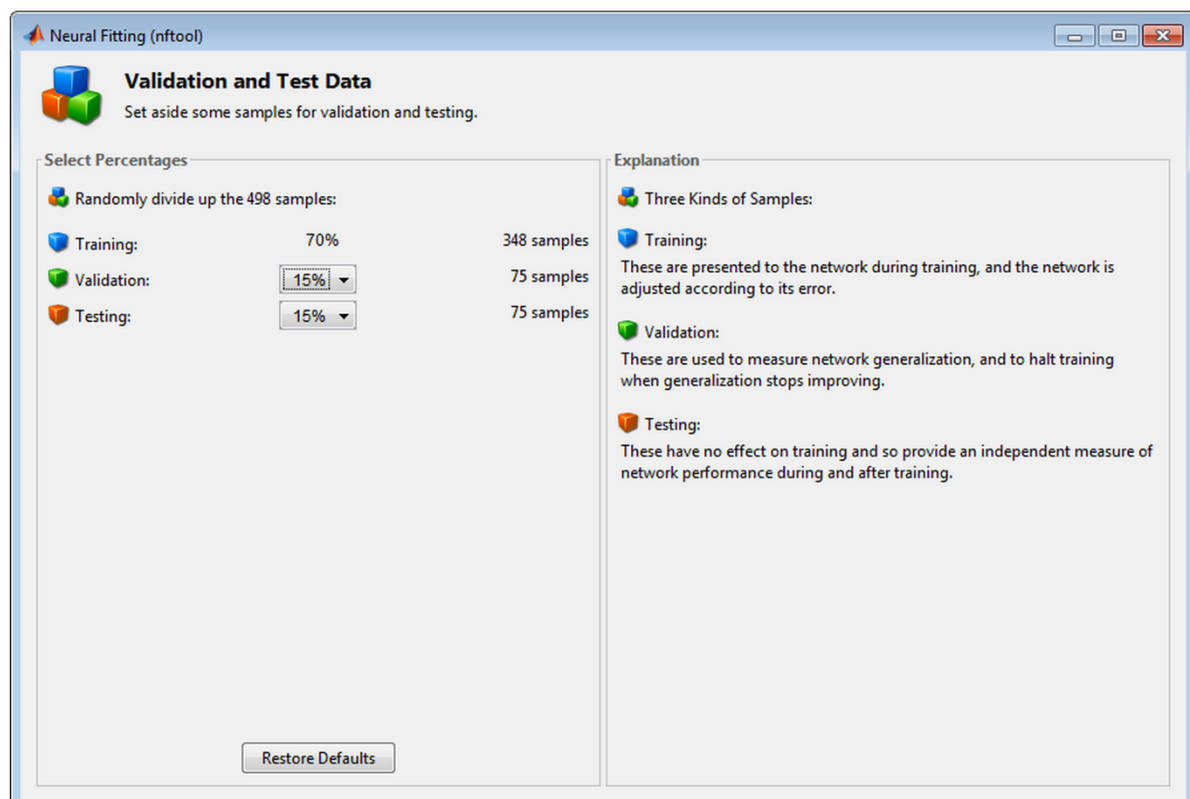 Neural Fitting (nftool)
Validation and Test Data
Set aside some samples for validation and testing.
Select Percentages
Randomly divide up the 498 samples:
Training: 70% 348 samples
Validation: 15% 75 samples
Testing: 15% 75 samples
Restore Defaults
Explanation
Three Kinds of Samples:
Training:
These are presented to the network during training, and the network is
adjusted according to its error.
Validation:
These are used to measure network generalization, and to halt training
when generalization stops improving.
Testing:
These have no effect on training and so provide an independent measure of
network performance during and after training.